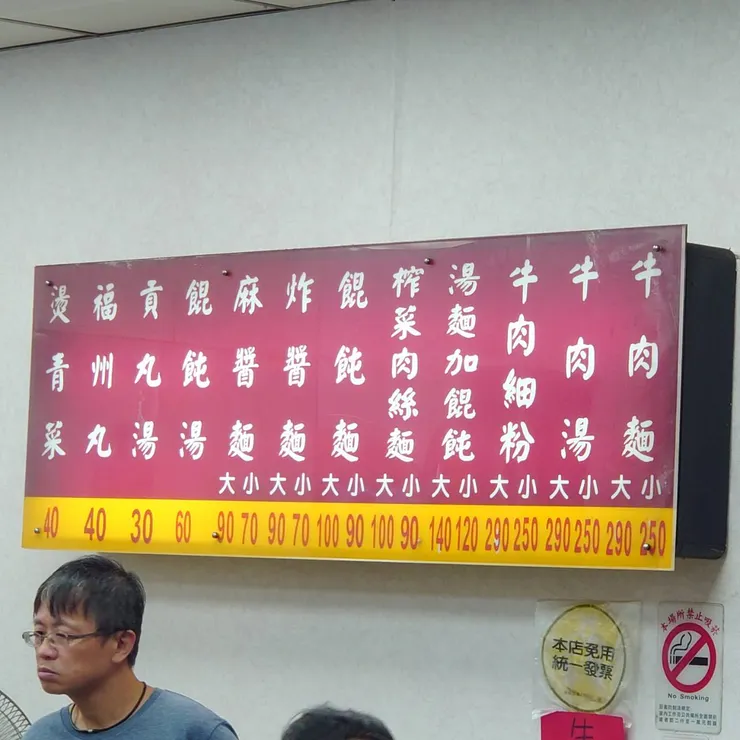 牛肉麵 大 小 290 250
牛肉湯 大 小 290 250
牛肉細粉 大 小 290 250
湯麵加餛飩 大 小 140 120
榨菜肉絲麵 大 小 100 90
餛飩麵 大 小 100 90
炸醬麵 大 小 90 70
麻醬麵 大 小 90 70
餛飩湯 60
貢丸湯 30
福州丸 40
燙青菜 40
本店免用
統一發票
本場所禁止吸菸
No Smoking
牛